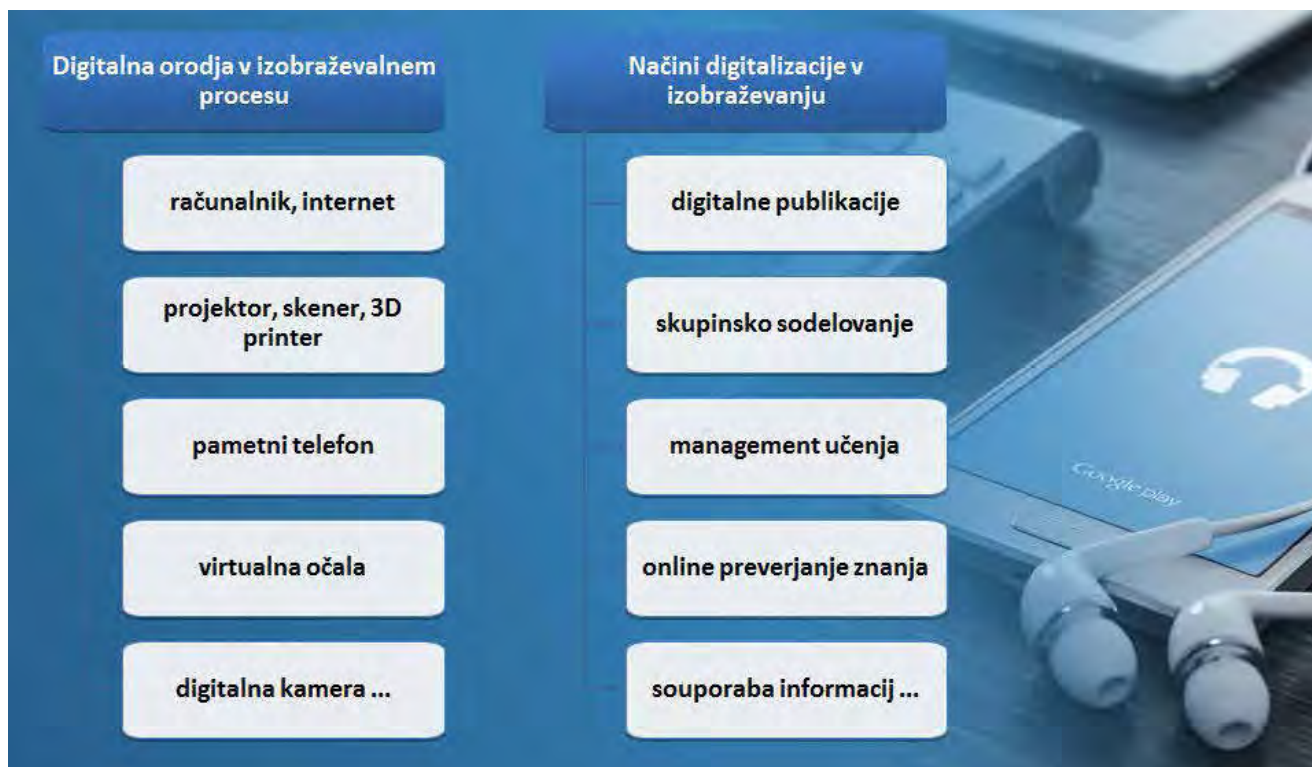 Digitalna orodja v izobraževalnem
procesu
računalnik, internet
projektor, skener, 3D
printer
pametni telefon
virtualna očala
digitalna kamera ...
Načini digitalizacije v
izobraževanju
digitalne publikacije
skupinsko sodelovanje
management učenja
online preverjanje znanja
souporaba informacij ...
Google play